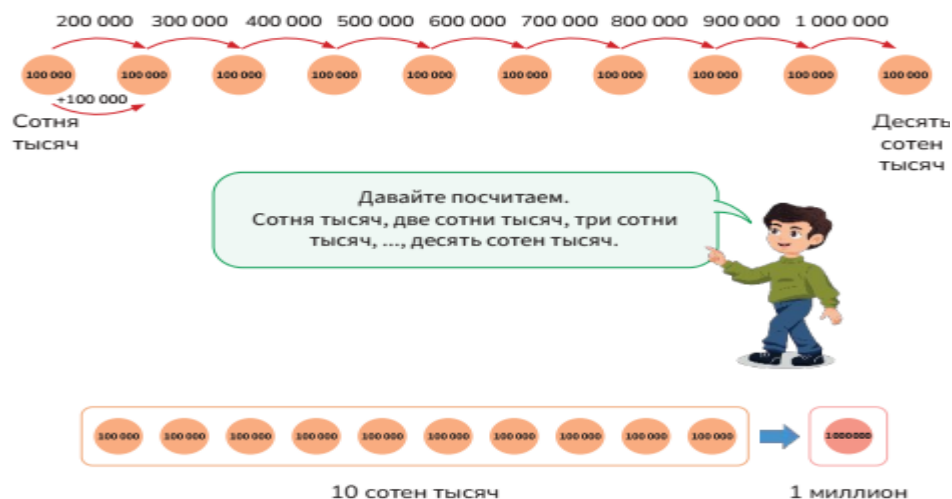 200 000 300 000 400 000 500 000 600 000 700 000 800 000 900 000 1 000 000
100 000 100 000 100 000 100 000 100 000 100 000 100 000 100 000 100 000 100 000
+100 000
Сотня
тысяч
Десять
сотен
тысяч
Давайте посчитаем.
Сотня тысяч, две сотни тысяч, три сотни
тысяч, ..., десять сотен тысяч.
100 000 100 000 100 000 100 000 100 000 100 000 100 000 100 000 100 000 100 000
1 000 000
10 сотен тысяч
1 миллион